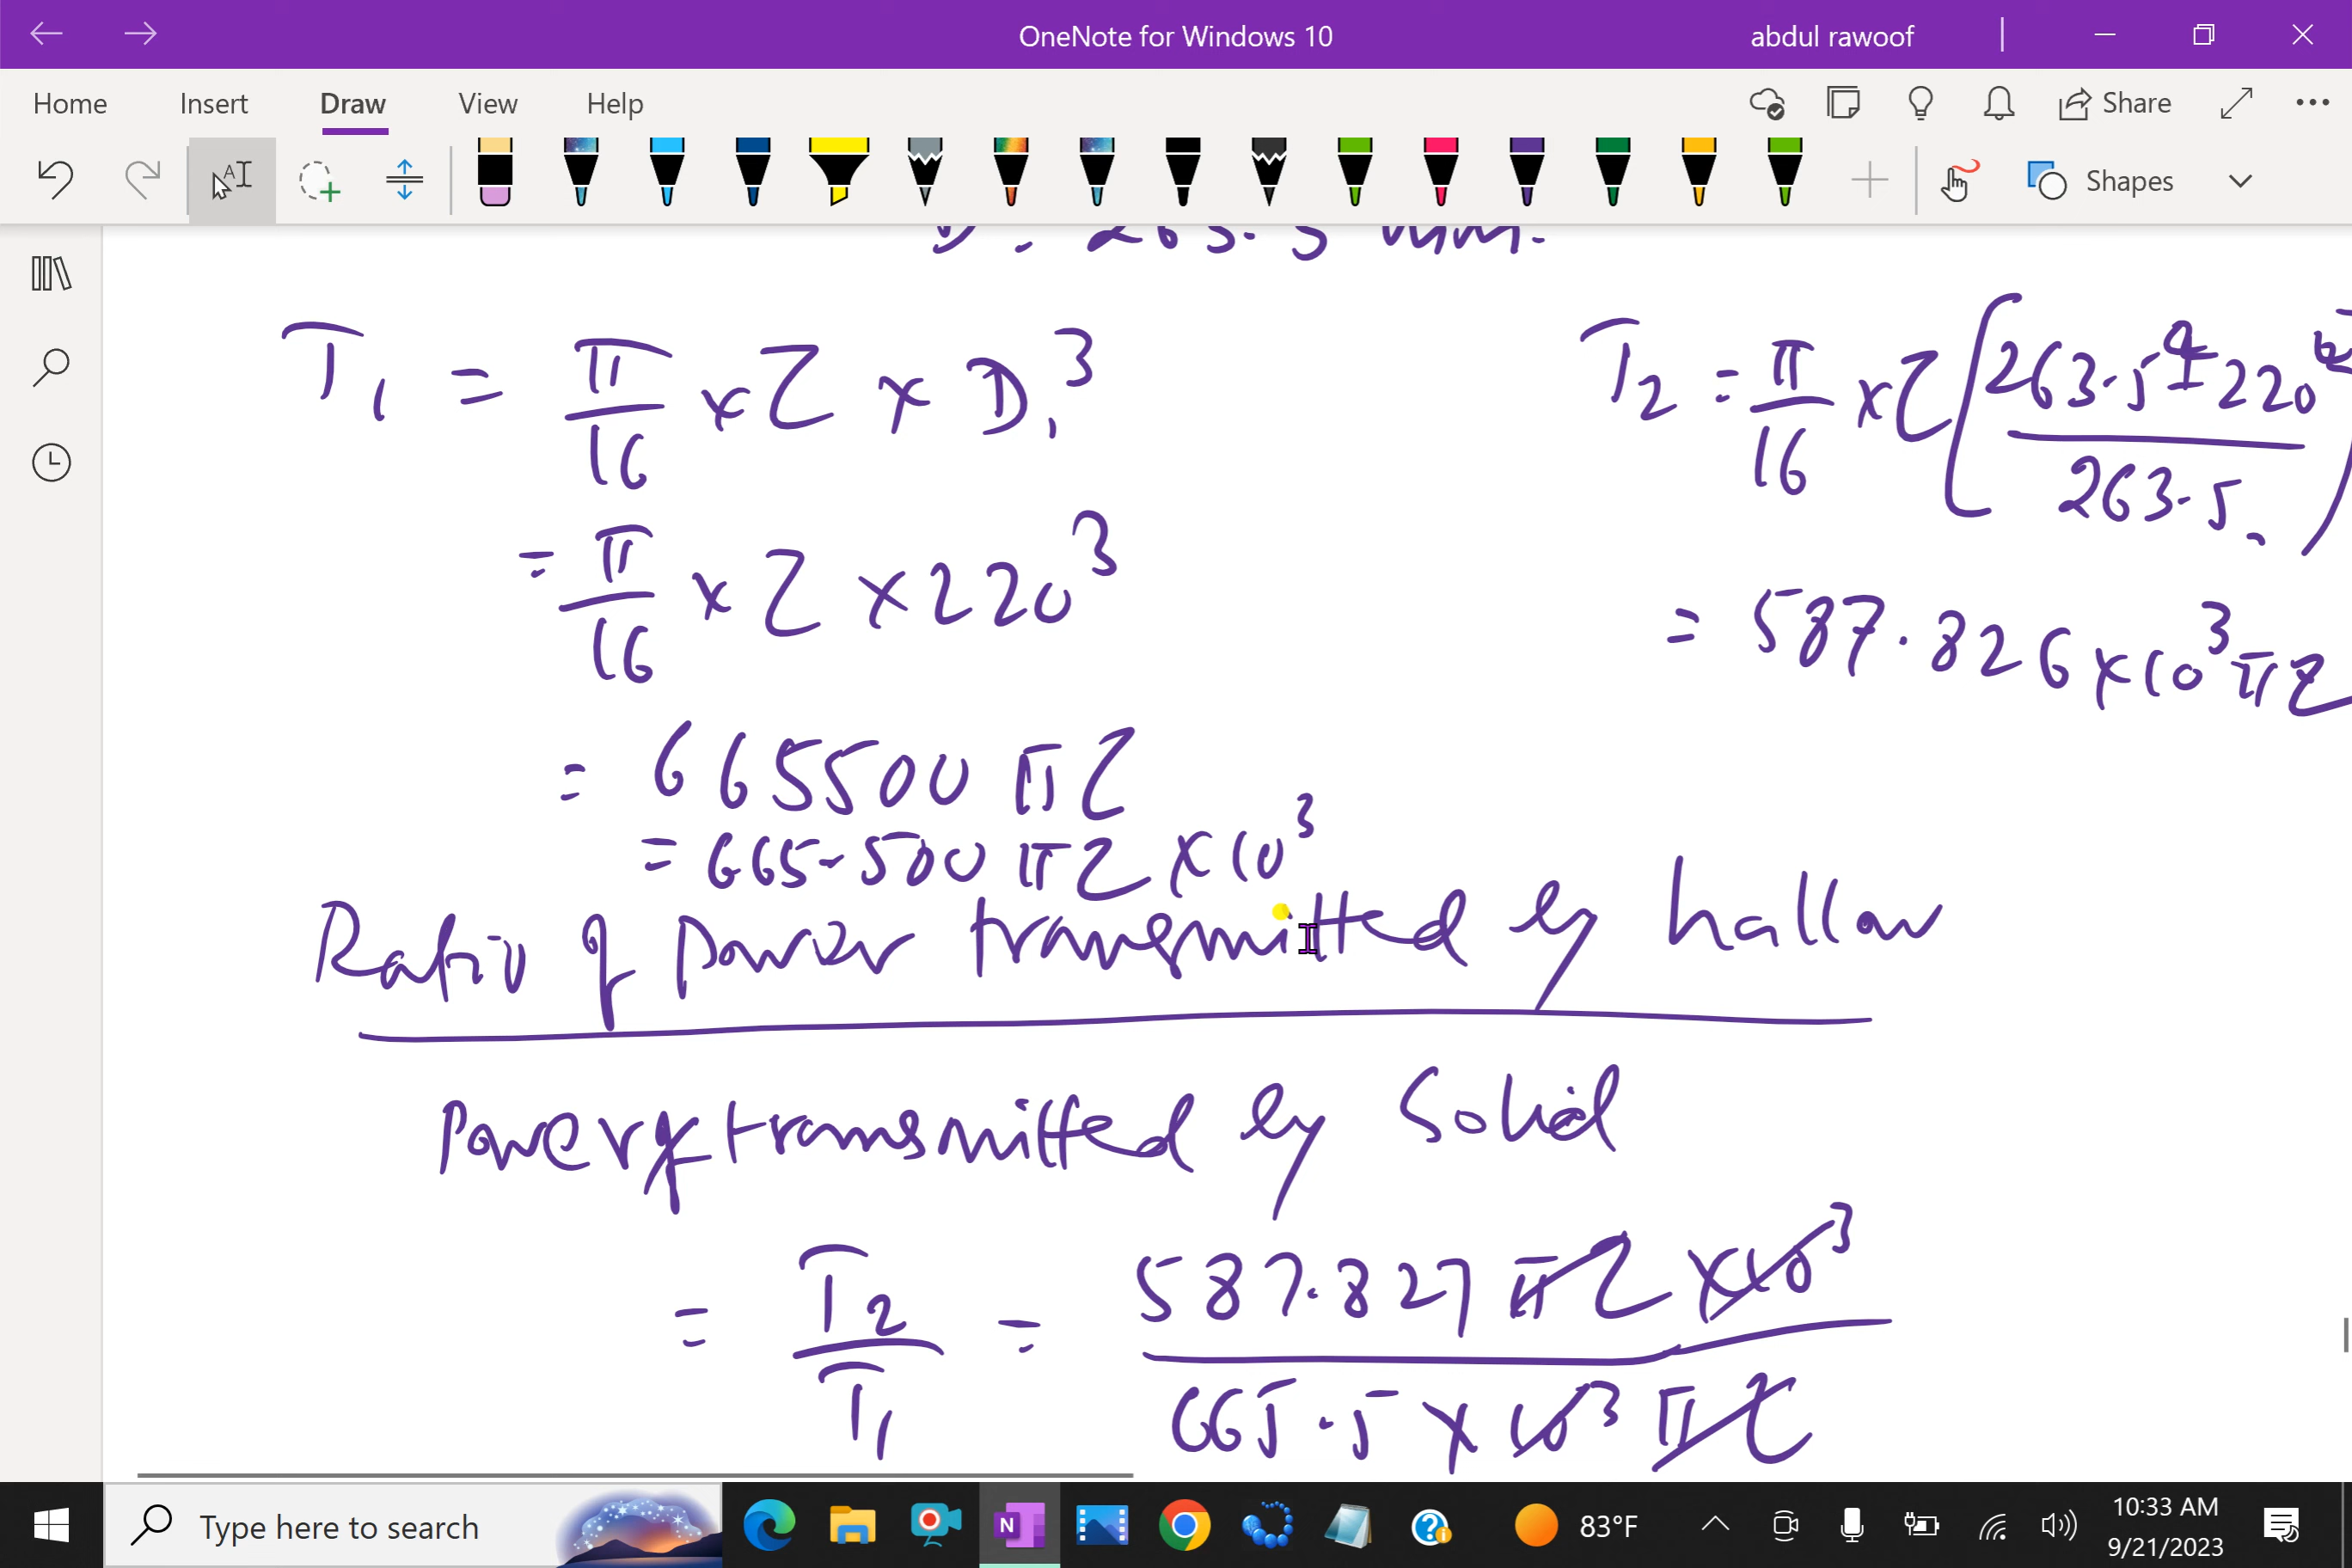 OneNote for Windows 10
abdul rawoof
Home Insert Draw View Help
Share
Shapes
D = 263.5 mm.
T₁ = π/16 × τ × D₁³
T₂ = π/16 × τ (263.5⁴ - 220⁴ / 263.5)
= π/16 × τ × 220³
= 587.826 × 10³ πτ
= 665500 πτ
= 665.500 πτ × 10³
Ratio of Power transmitted by hallow
Power transmitted by Solid
= T₂/T₁ = 587.827 πτ × 10³ / 665.5 × 10³ πτ
Type here to search
83°F
10:33 AM
9/21/2023